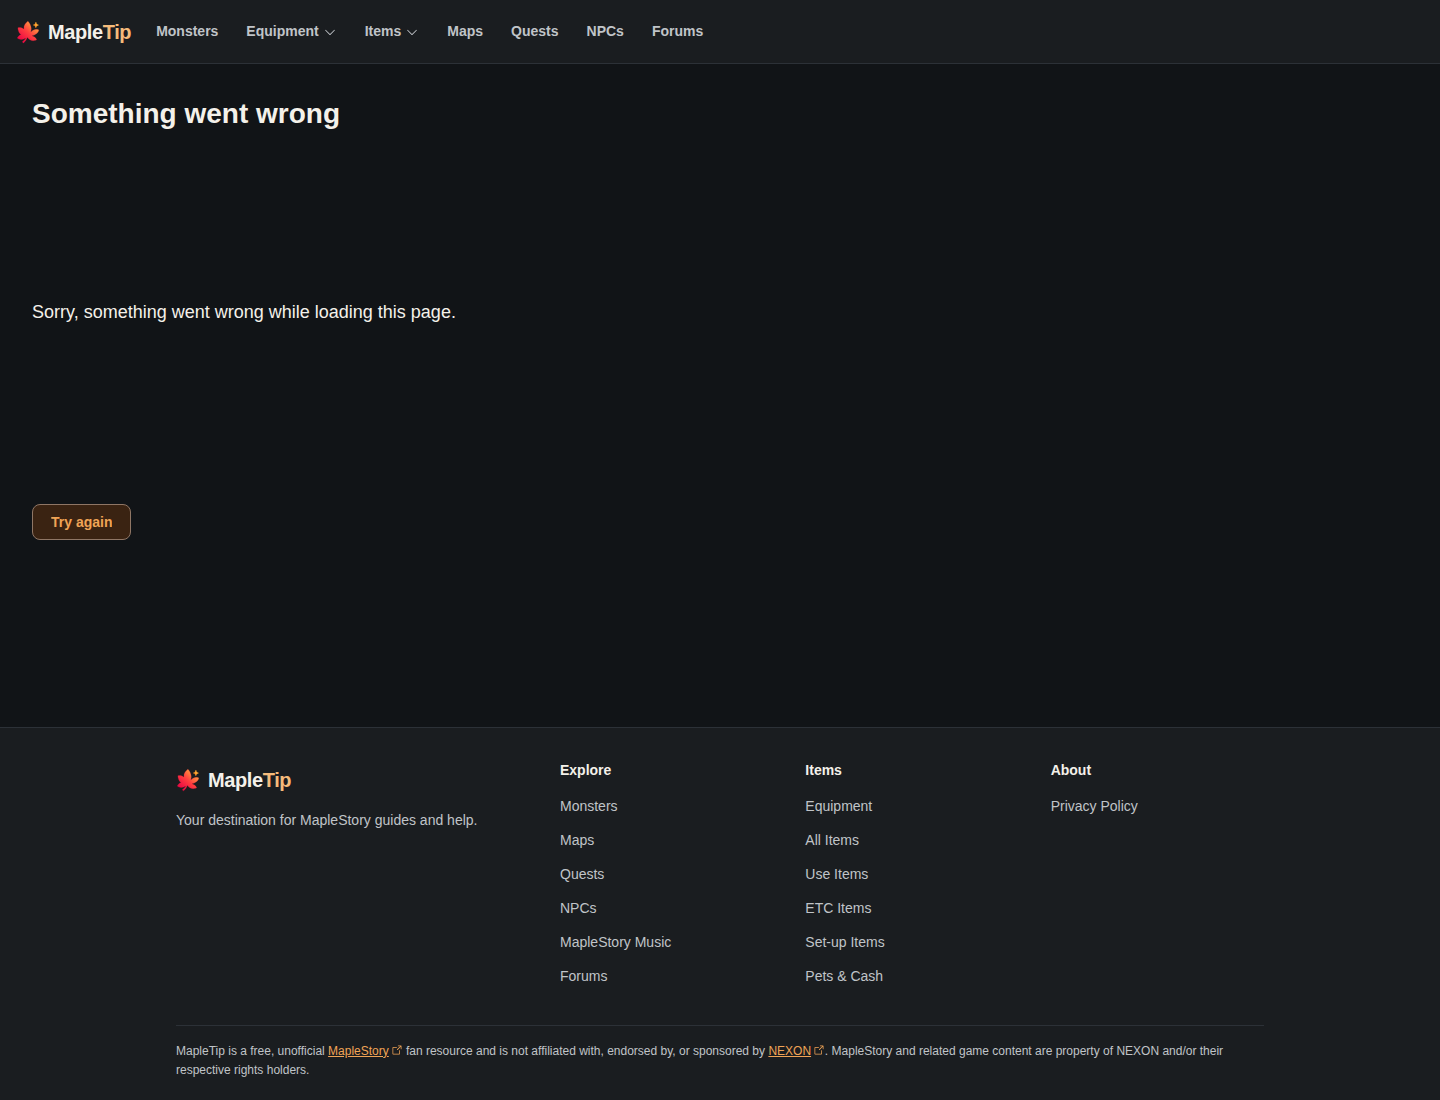 MapleTip Monsters Equipment Items Maps Quests NPCs Forums
Something went wrong
Sorry, something went wrong while loading this page.
Try again
MapleTip
Your destination for MapleStory guides and help.
Explore
Monsters
Maps
Quests
NPCs
MapleStory Music
Forums
Items
Equipment
All Items
Use Items
ETC Items
Set-up Items
Pets & Cash
About
Privacy Policy
MapleTip is a free, unofficial MapleStory fan resource and is not affiliated with, endorsed by, or sponsored by NEXON. MapleStory and related game content are property of NEXON and/or their
respective rights holders.